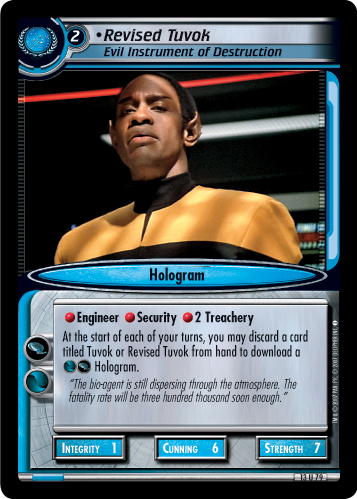 2
•Revised Tuvok
Evil Instrument of Destruction
Hologram
Engineer Security 2 Treachery
At the start of each of your turns, you may discard a card
titled Tuvok or Revised Tuvok from hand to download a
Hologram.
"The bio-agent is still dispersing through the atmosphere. The
fatality rate will be three hundred thousand soon enough."
Integrity 1
Cunning 6
Strength 7
13 U 79